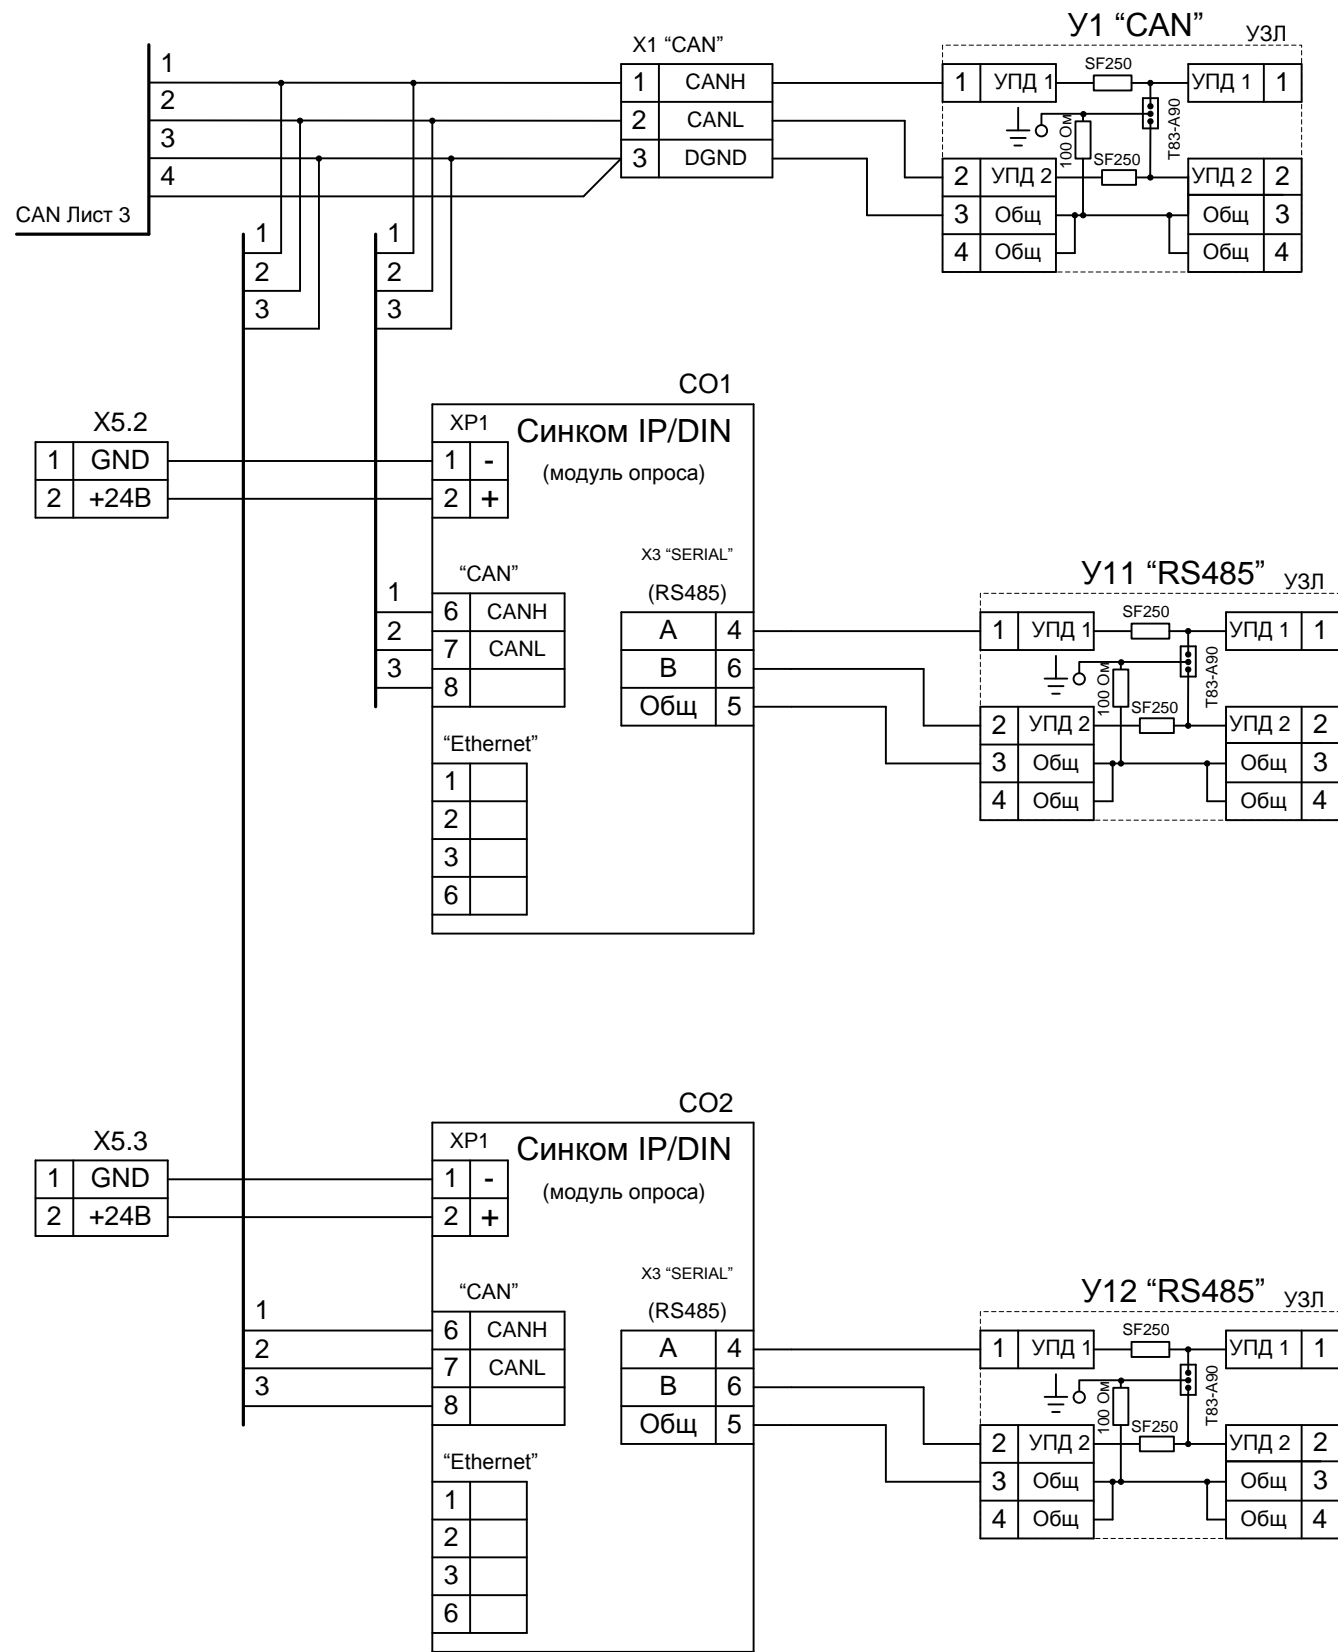 У1 “CAN”
УЗЛ
X1 “CAN”
1 CANH
2 CANL
3 DGND
1
2
3
4
CAN Лист 3
1 УПД 1 SF250 УПД 1 1
100 Ом
T83-A90
2 УПД 2 SF250 УПД 2 2
3 Общ Общ 3
4 Общ Общ 4
1 1
2 2
3 3
CO1
X5.2
1 GND
2 +24В
XP1
1 -
2 +
Синком IP/DIN
(модуль опроса)
“CAN”
1 6 CANH
2 7 CANL
3 8
X3 “SERIAL”
(RS485)
A 4
B 6
Общ 5
“Ethernet”
1
2
3
6
У11 “RS485”
УЗЛ
1 УПД 1 SF250 УПД 1 1
100 Ом
T83-A90
2 УПД 2 SF250 УПД 2 2
3 Общ Общ 3
4 Общ Общ 4
CO2
X5.3
1 GND
2 +24В
XP1
1 -
2 +
Синком IP/DIN
(модуль опроса)
“CAN”
1 6 CANH
2 7 CANL
3 8
X3 “SERIAL”
(RS485)
A 4
B 6
Общ 5
“Ethernet”
1
2
3
6
У12 “RS485”
УЗЛ
1 УПД 1 SF250 УПД 1 1
100 Ом
T83-A90
2 УПД 2 SF250 УПД 2 2
3 Общ Общ 3
4 Общ Общ 4